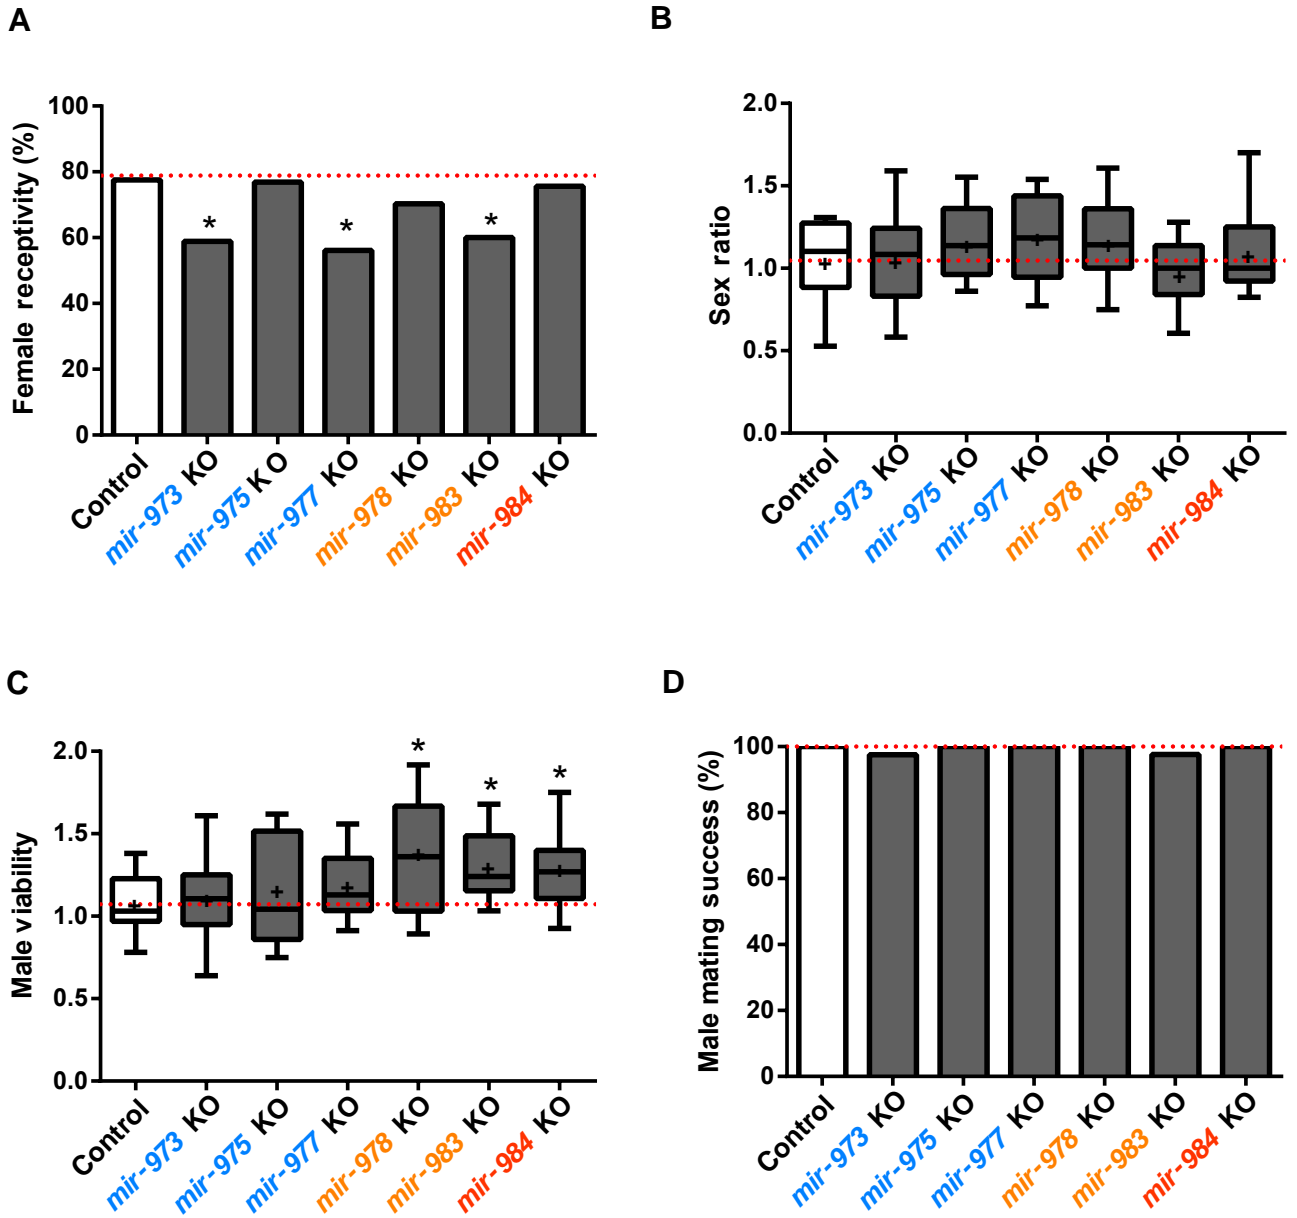 A
Female receptivity (%)
100
80
60
40
20
0
* * *
Control
mir-973 KO
mir-975 KO
mir-977 KO
mir-978 KO
mir-983 KO
mir-984 KO
B
Sex ratio
2.0
1.5
1.0
0.5
0.0
+ + + + + + +
Control
mir-973 KO
mir-975 KO
mir-977 KO
mir-978 KO
mir-983 KO
mir-984 KO
C
Male viability
2.0
1.5
1.0
0.5
0.0
* * *
+ + + + + + +
Control
mir-973 KO
mir-975 KO
mir-977 KO
mir-978 KO
mir-983 KO
mir-984 KO
D
Male mating success (%)
100
80
60
40
20
0
Control
mir-973 KO
mir-975 KO
mir-977 KO
mir-978 KO
mir-983 KO
mir-984 KO